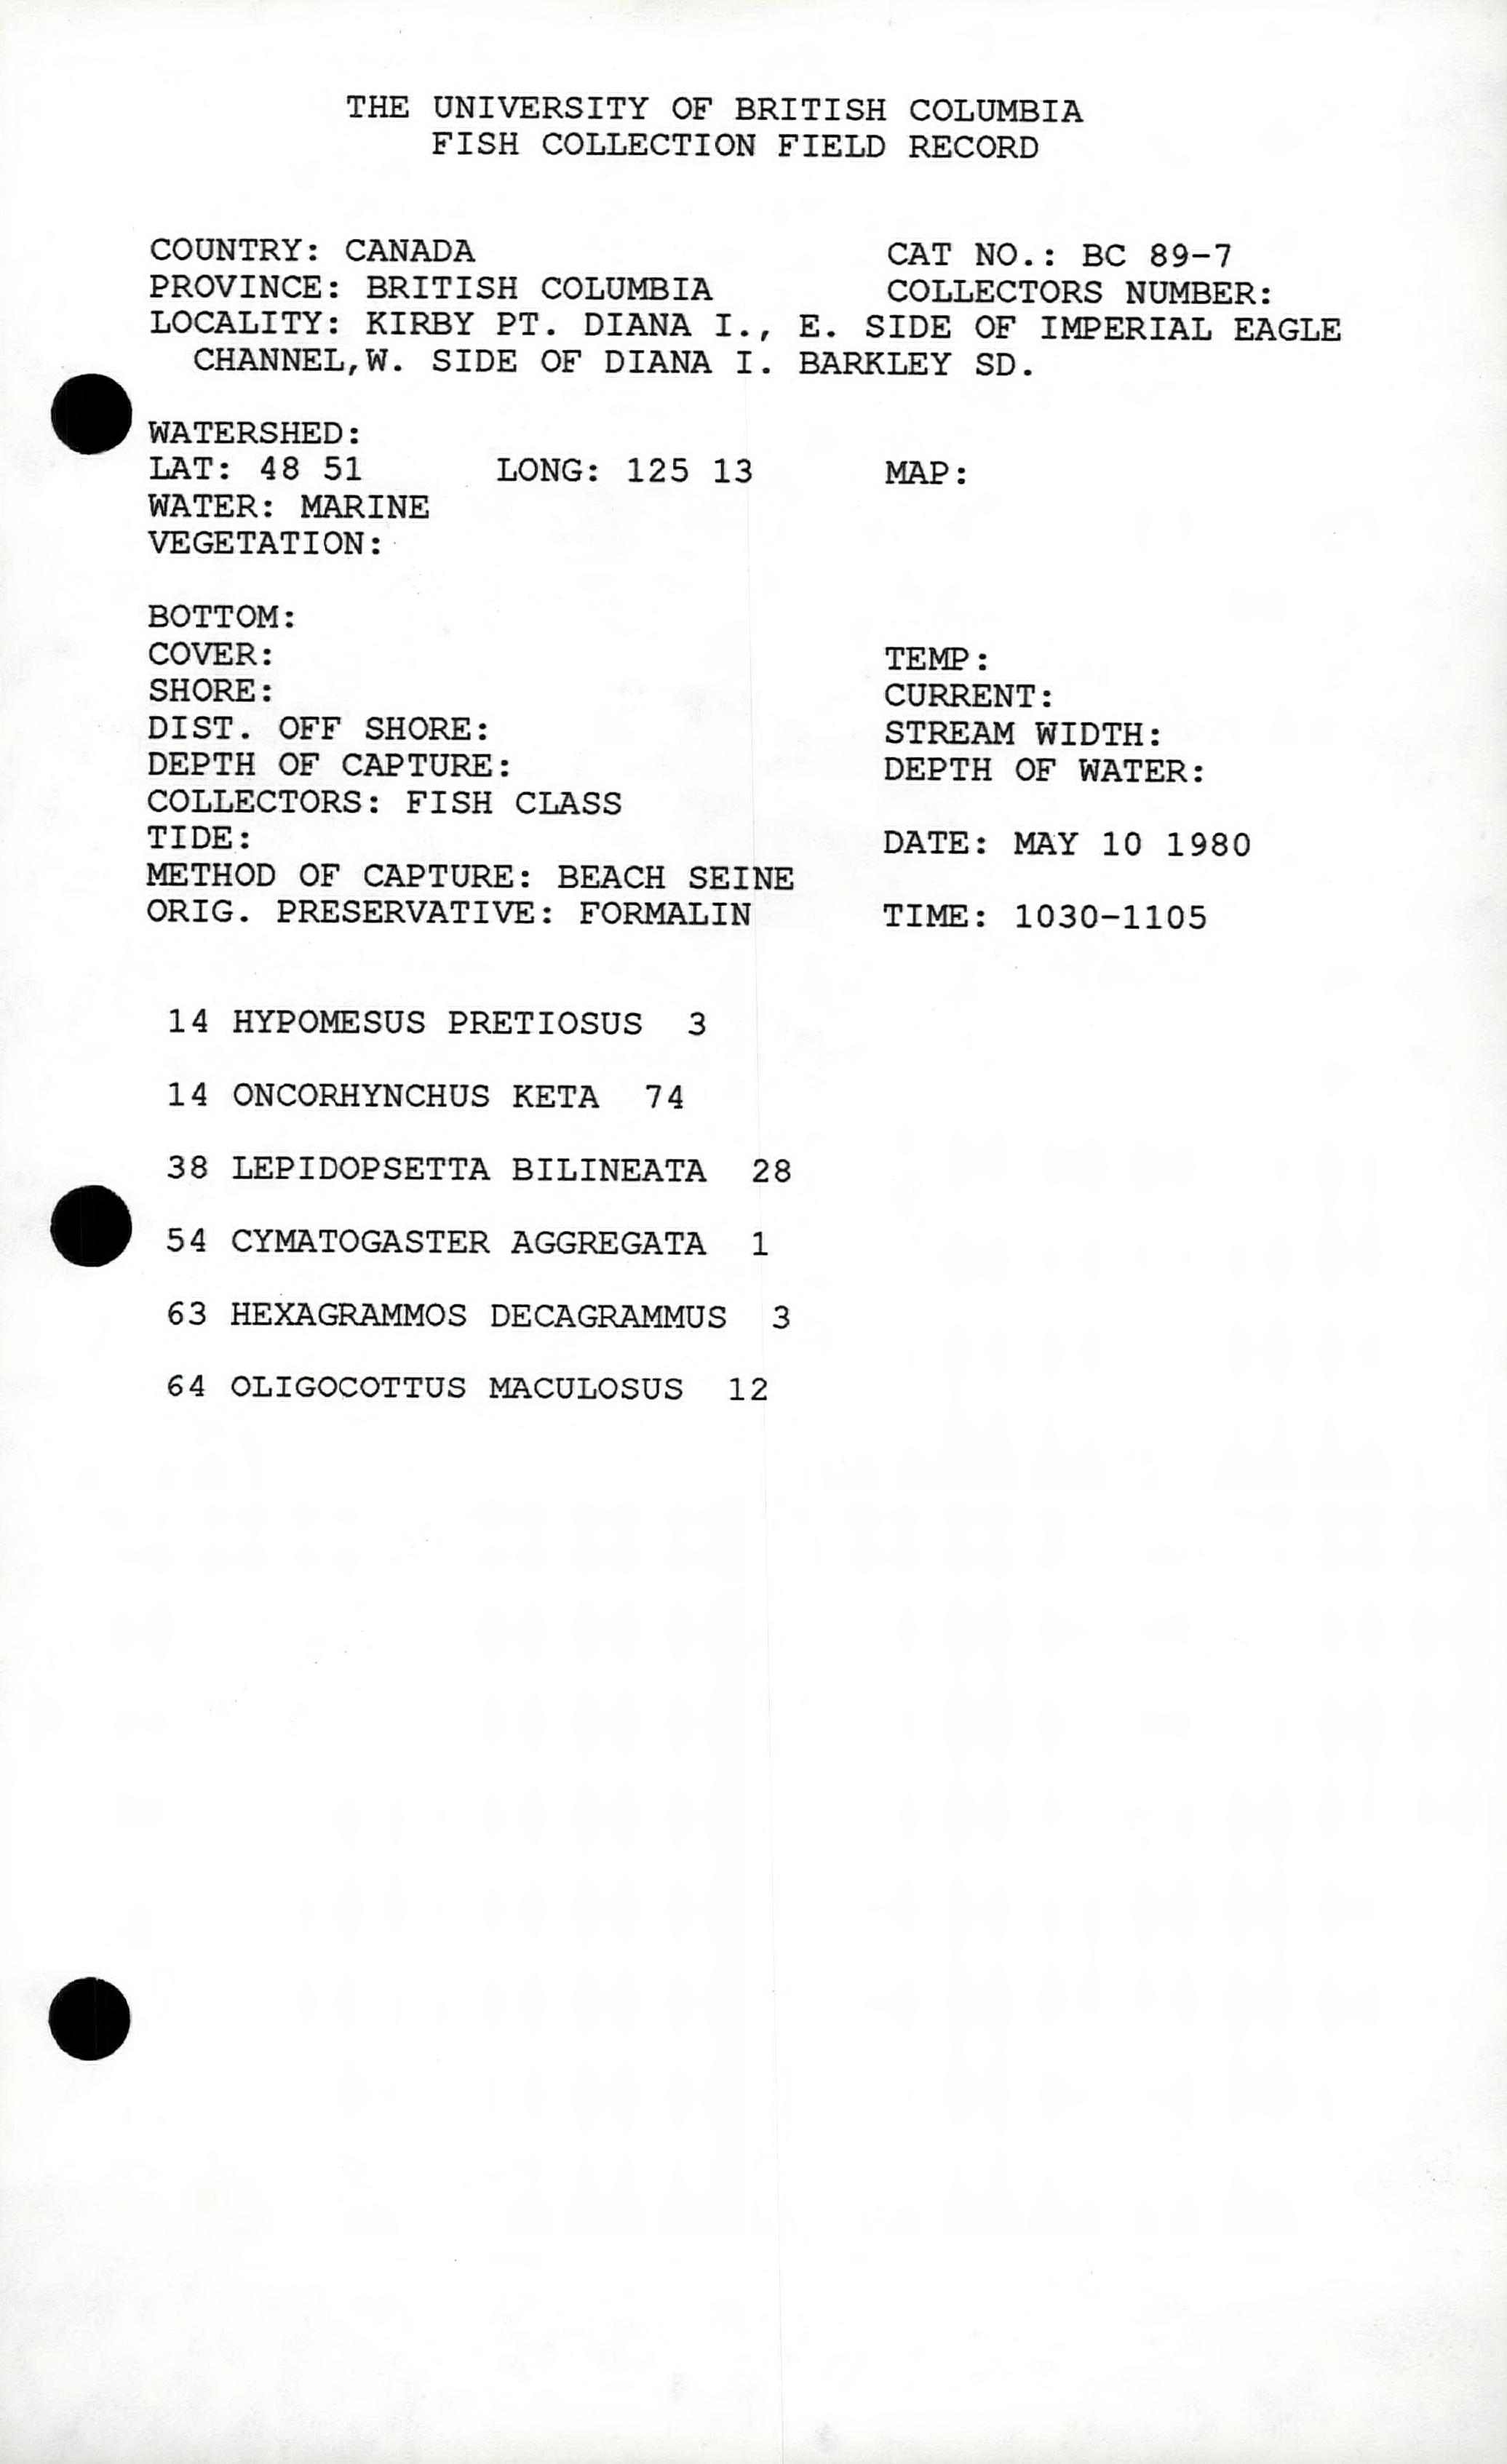 THE UNIVERSITY OF BRITISH COLUMBIA
FISH COLLECTION FIELD RECORD
COUNTRY: CANADA CAT NO.: BC 89-7
PROVINCE: BRITISH COLUMBIA COLLECTORS NUMBER:
LOCALITY: KIRBY PT. DIANA I., E. SIDE OF IMPERIAL EAGLE
CHANNEL,W. SIDE OF DIANA I. BARKLEY SD.
WATERSHED:
LAT: 48 51 LONG: 125 13 MAP:
WATER: MARINE
VEGETATION:
BOTTOM:
COVER: TEMP:
SHORE: CURRENT:
DIST. OFF SHORE: STREAM WIDTH:
DEPTH OF CAPTURE: DEPTH OF WATER:
COLLECTORS: FISH CLASS
TIDE: DATE: MAY 10 1980
METHOD OF CAPTURE: BEACH SEINE
ORIG. PRESERVATIVE: FORMALIN TIME: 1030-1105
14 HYPOMESUS PRETIOSUS 3
14 ONCORHYNCHUS KETA 74
38 LEPIDOPSETTA BILINEATA 28
54 CYMATOGASTER AGGREGATA 1
63 HEXAGRAMMOS DECAGRAMMUS 3
64 OLIGOCOTTUS MACULOSUS 12